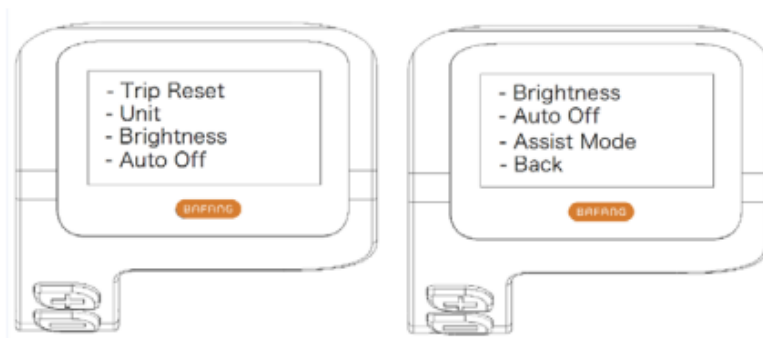 - Trip Reset
- Unit
- Brightness
- Auto Off
BAFANG
- Brightness
- Auto Off
- Assist Mode
- Back
BAFANG